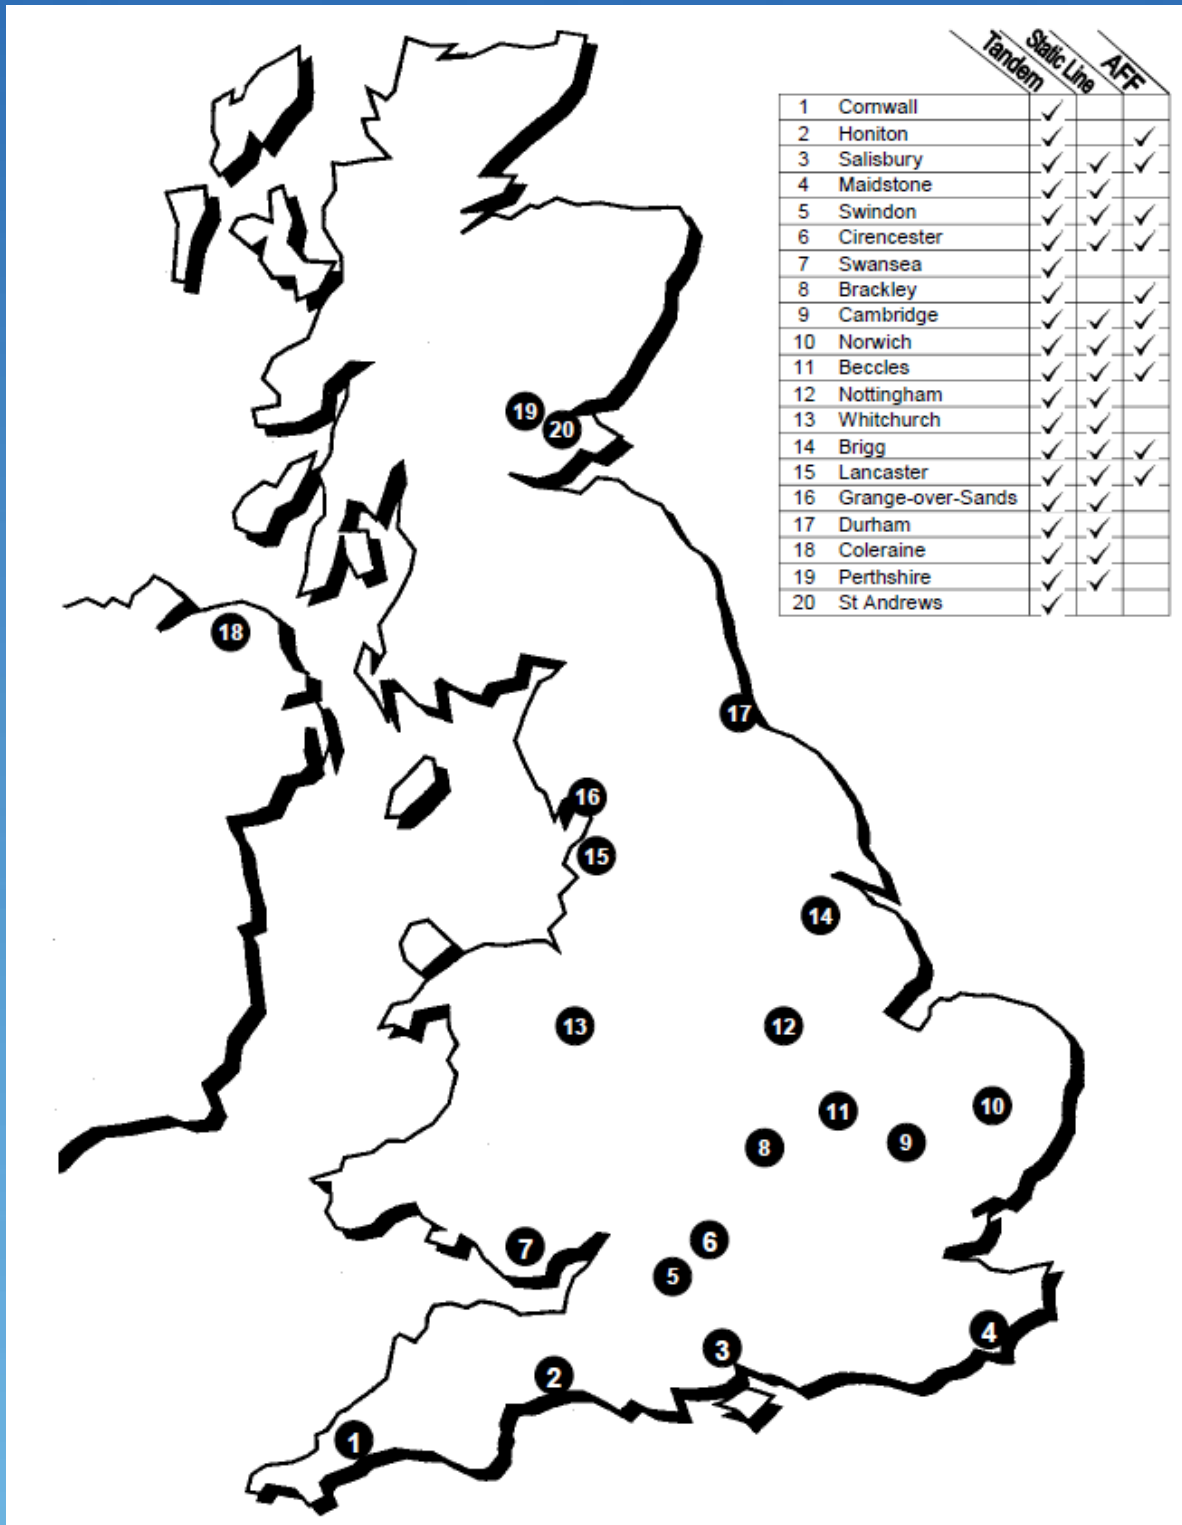 Tandem Static Line AFF
1 Cornwall ✓
2 Honiton ✓ ✓
3 Salisbury ✓ ✓ ✓
4 Maidstone ✓ ✓
5 Swindon ✓ ✓ ✓
6 Cirencester ✓ ✓ ✓
7 Swansea ✓
8 Brackley ✓ ✓
9 Cambridge ✓ ✓ ✓
10 Norwich ✓ ✓ ✓
11 Beccles ✓ ✓ ✓
12 Nottingham ✓ ✓
13 Whitchurch ✓ ✓
14 Brigg ✓ ✓ ✓
15 Lancaster ✓ ✓ ✓
16 Grange-over-Sands ✓ ✓
17 Durham ✓ ✓
18 Coleraine ✓ ✓
19 Perthshire ✓ ✓
20 St Andrews ✓
19
20
18
17
16
15
14
13
12
11
10
9
8
7
6
5
4
3
2
1